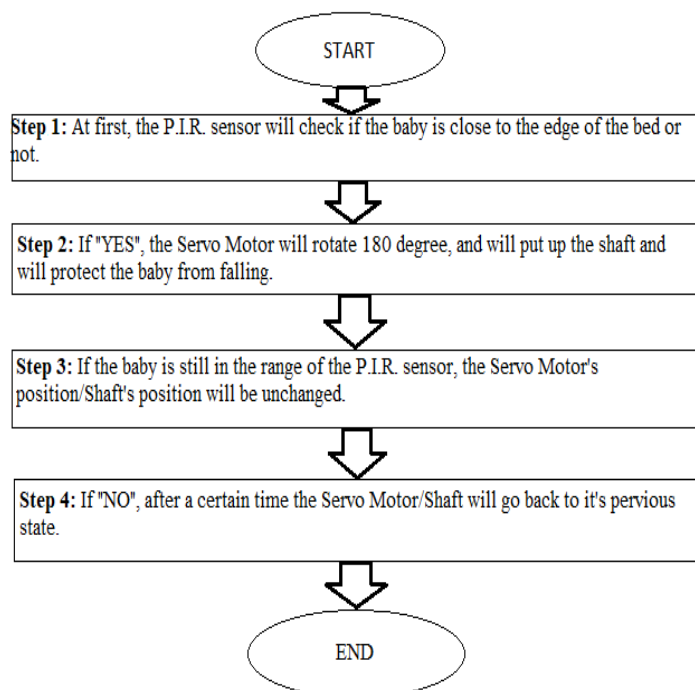 START
Step 1: At first, the P.I.R. sensor will check if the baby is close to the edge of the bed or
not.
Step 2: If "YES", the Servo Motor will rotate 180 degree, and will put up the shaft and
will protect the baby from falling.
Step 3: If the baby is still in the range of the P.I.R. sensor, the Servo Motor's
position/Shaft's position will be unchanged.
Step 4: If "NO", after a certain time the Servo Motor/Shaft will go back to it's pervious
state.
END